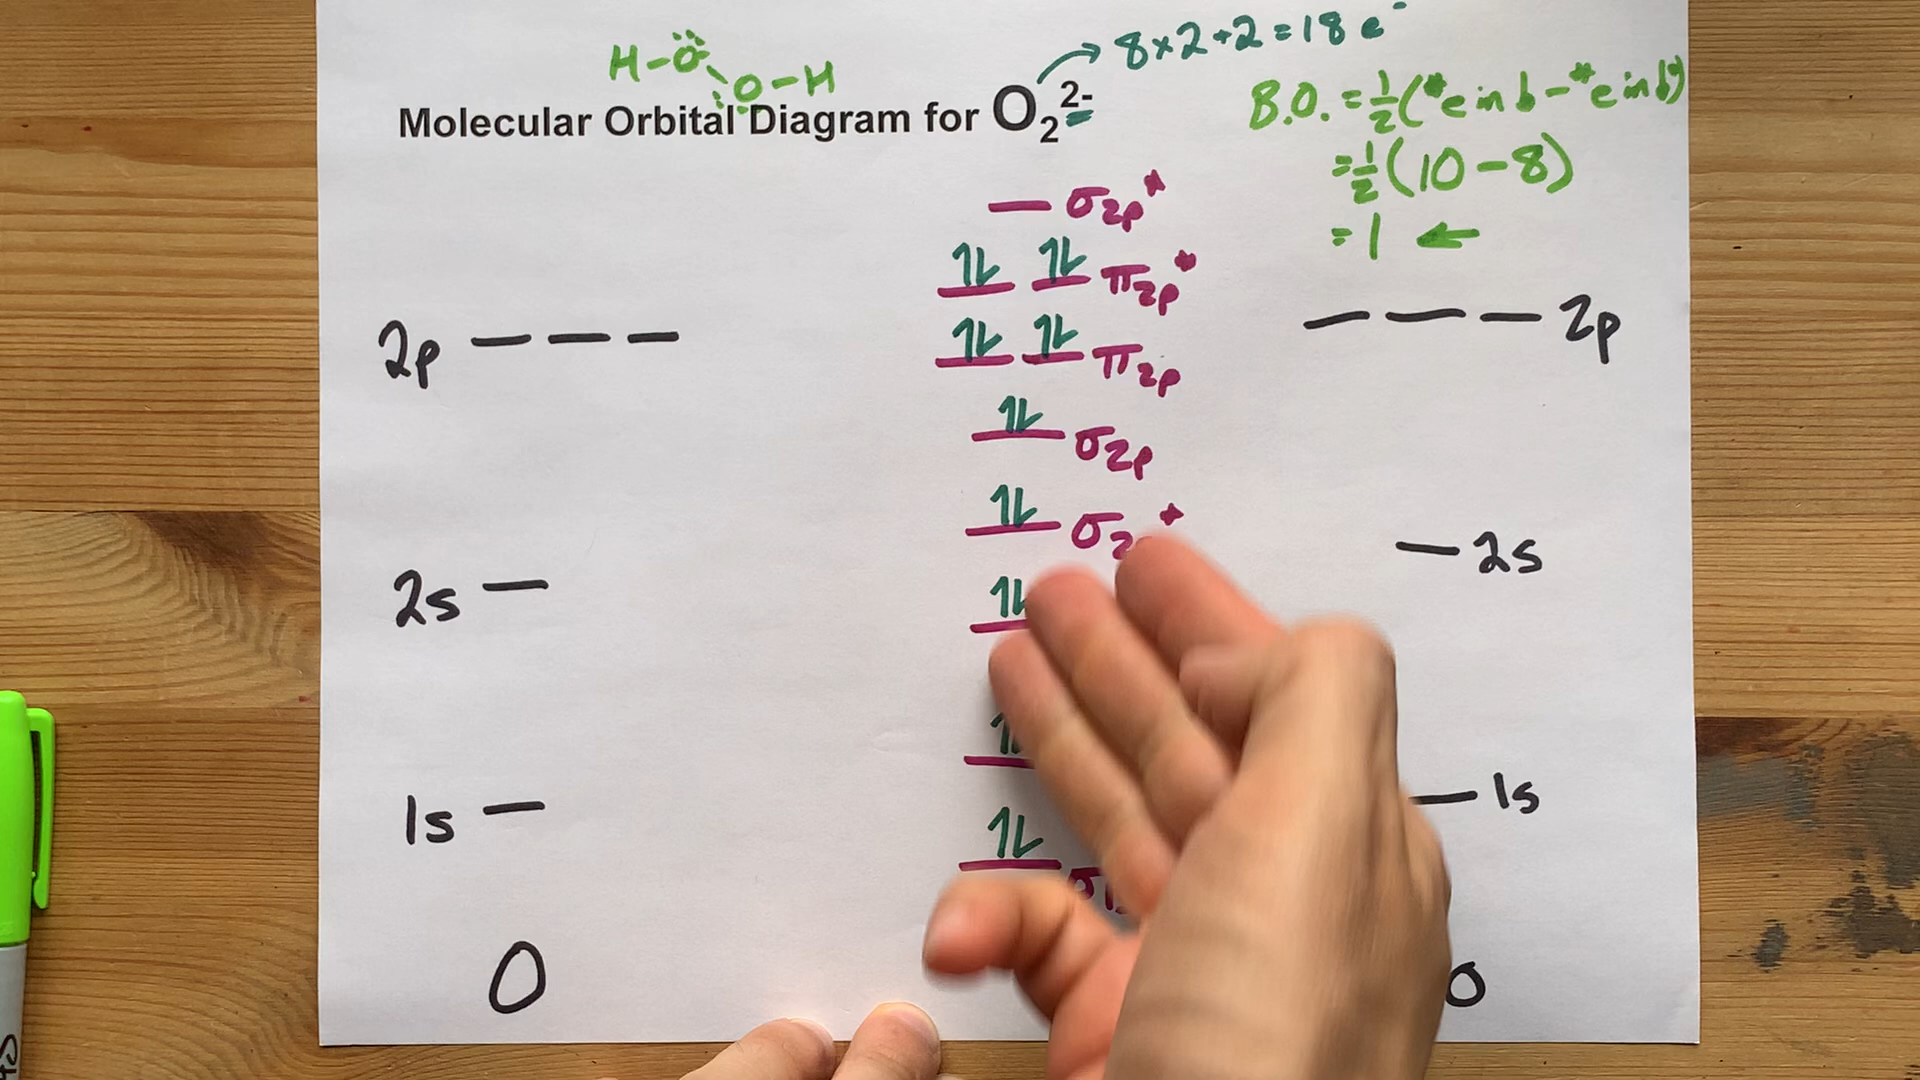 H-Ö
O-H
8×2+2=18 e⁻
Molecular Orbital Diagram for O₂²⁻
B.O. = ½(#e in b - #e in b*)
= ½(10-8)
= 1 ←
σ2p*
π2p*
2p
2p
π2p
σ2p
2s
2s
1s
1s
O
O